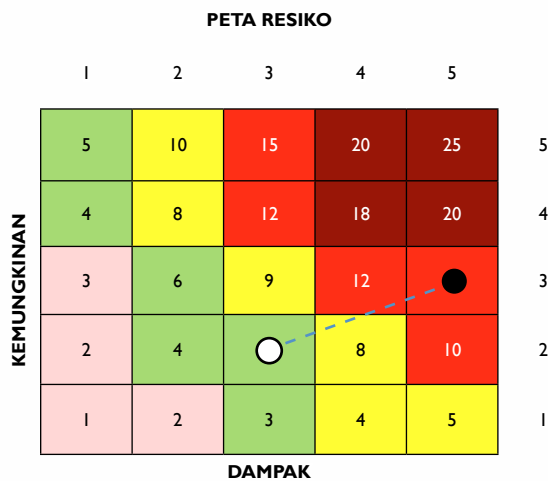 PETA RESIKO
1 2 3 4 5
5 10 15 20 25 5
4 8 12 18 20 4
3 6 9 12 3
2 4 8 10 2
1 2 3 4 5 1
KEMUNGKINAN
DAMPAK